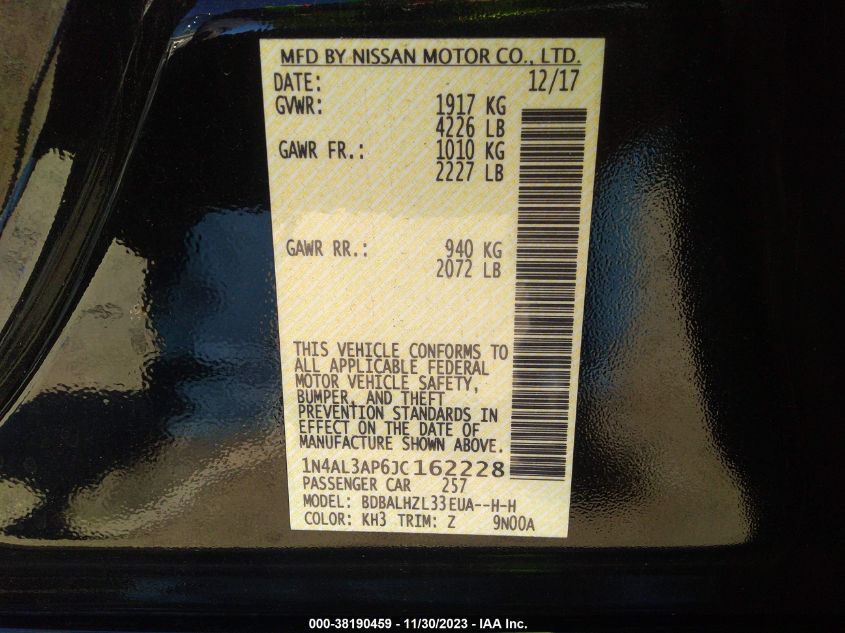 MFD BY NISSAN MOTOR CO., LTD.
DATE: 12/17
GVWR: 1917 KG
4226 LB
GAWR FR.: 1010 KG
2227 LB
GAWR RR.: 940 KG
2072 LB
THIS VEHICLE CONFORMS TO
ALL APPLICABLE FEDERAL
MOTOR VEHICLE SAFETY,
BUMPER, AND THEFT
PREVENTION STANDARDS IN
EFFECT ON THE DATE OF
MANUFACTURE SHOWN ABOVE.
1N4AL3AP6JC162228
PASSENGER CAR 257
MODEL: BDBALHZL33EUA--H-H
COLOR: KH3 TRIM: Z 9N00A
000-38190459 - 11/30/2023 - IAA Inc.